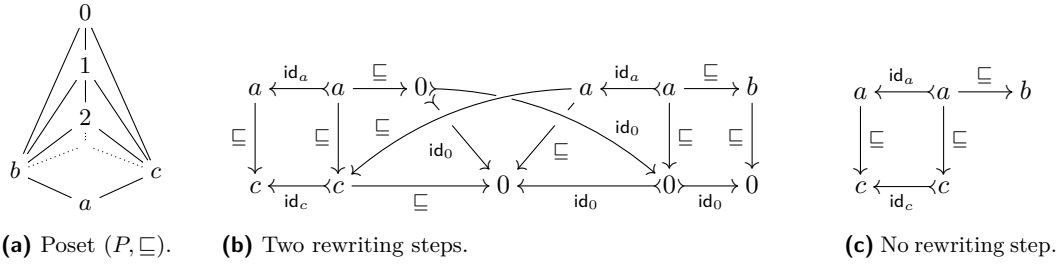 0
1
2
b c
a
(a) Poset (P, ⊑).
id_a ⊑ id_a ⊑
a a 0 a a b
⊑ ⊑ ⊑ id_0 ⊑ ⊑
id_0 ⊑
c c 0 0 0
id_c ⊑ id_0 id_0
(b) Two rewriting steps.
id_a ⊑
a a b
⊑ ⊑
c c
id_c
(c) No rewriting step.